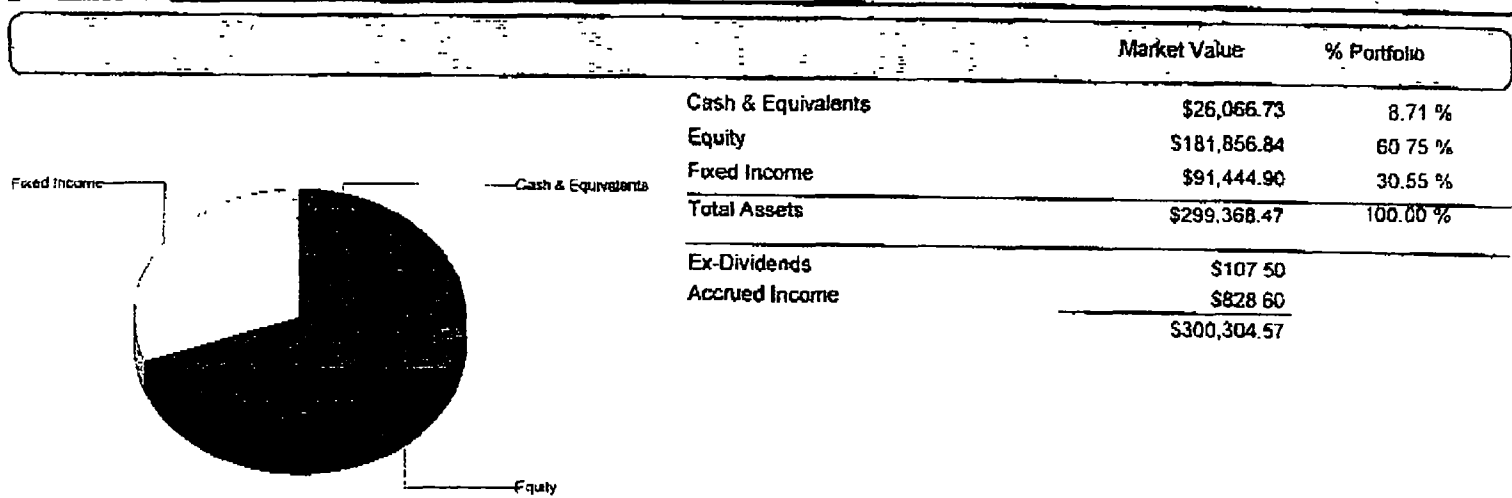 Market Value % Portfolio
Cash & Equivalents $26,066.73 8.71 %
Equity $181,856.84 60 75 %
Fixed Income $91,444.90 30.55 %
Total Assets $299,368.47 100.00 %
Ex-Dividends $107 50
Accrued Income $828 60
$300,304.57
Fixed Income
Cash & Equivalents
Equity